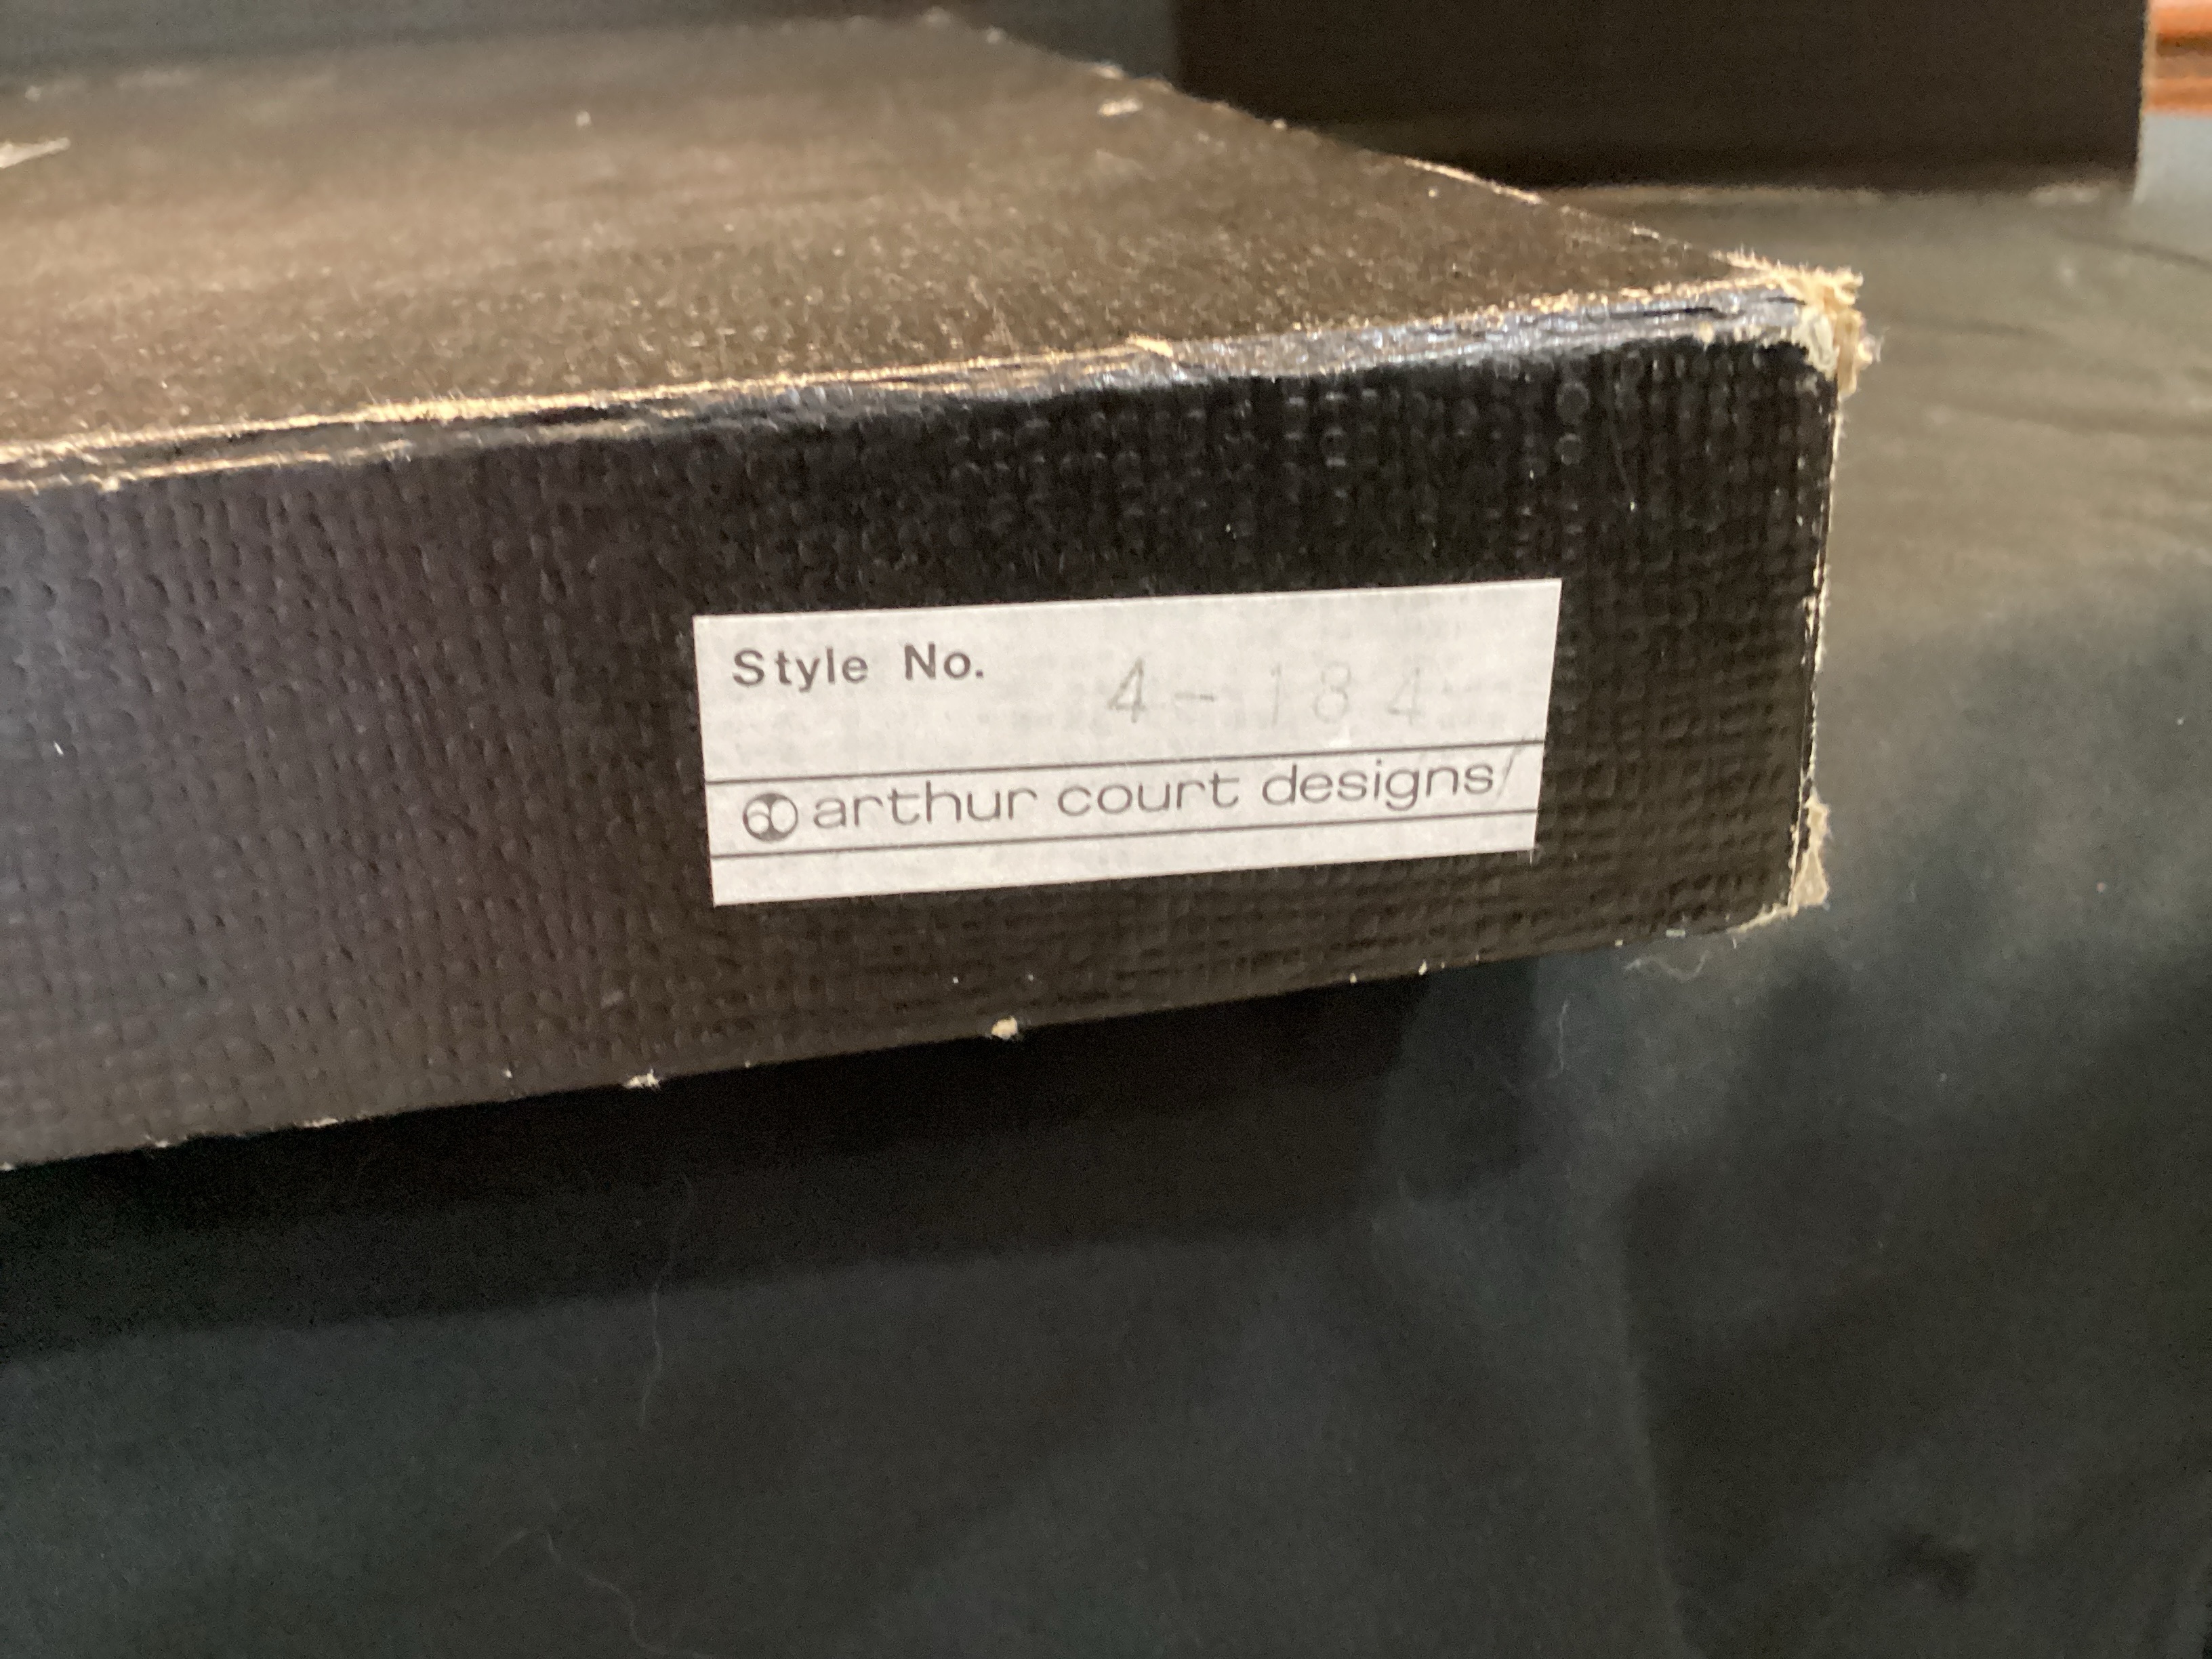 Style No. 4-184
arthur court designs/